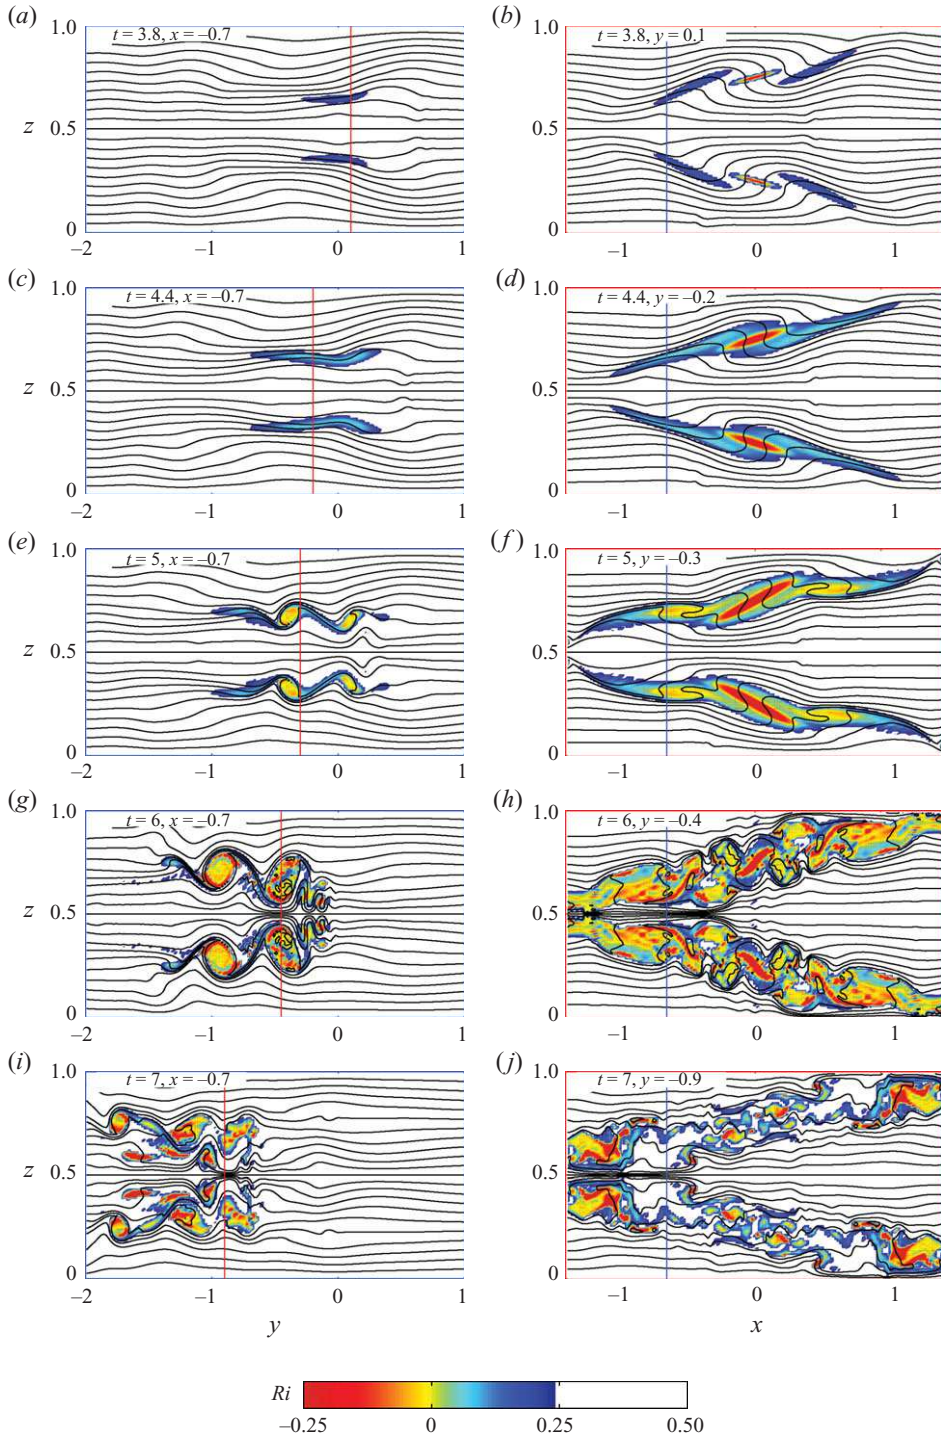 (a) (b)
1.0 t = 3.8, x = –0.7 t = 3.8, y = 0.1
z 0.5 0.5
0 0
–2 –1 0 1 –1 0 1
(c) (d)
1.0 t = 4.4, x = –0.7 1.0 t = 4.4, y = –0.2
z 0.5 0.5
0 0
–2 –1 0 1 –1 0 1
(e) (f)
1.0 t = 5, x = –0.7 1.0 t = 5, y = –0.3
z 0.5 0.5
0 0
–2 –1 0 1 –1 0 1
(g) (h)
1.0 t = 6, x = –0.7 1.0 t = 6, y = –0.4
z 0.5 0.5
0 0
–2 –1 0 1 –1 0 1
(i) (j)
1.0 t = 7, x = –0.7 1.0 t = 7, y = –0.9
z 0.5 0.5
0 0
–2 –1 0 1 –1 0 1
y x
Ri
–0.25 0 0.25 0.50